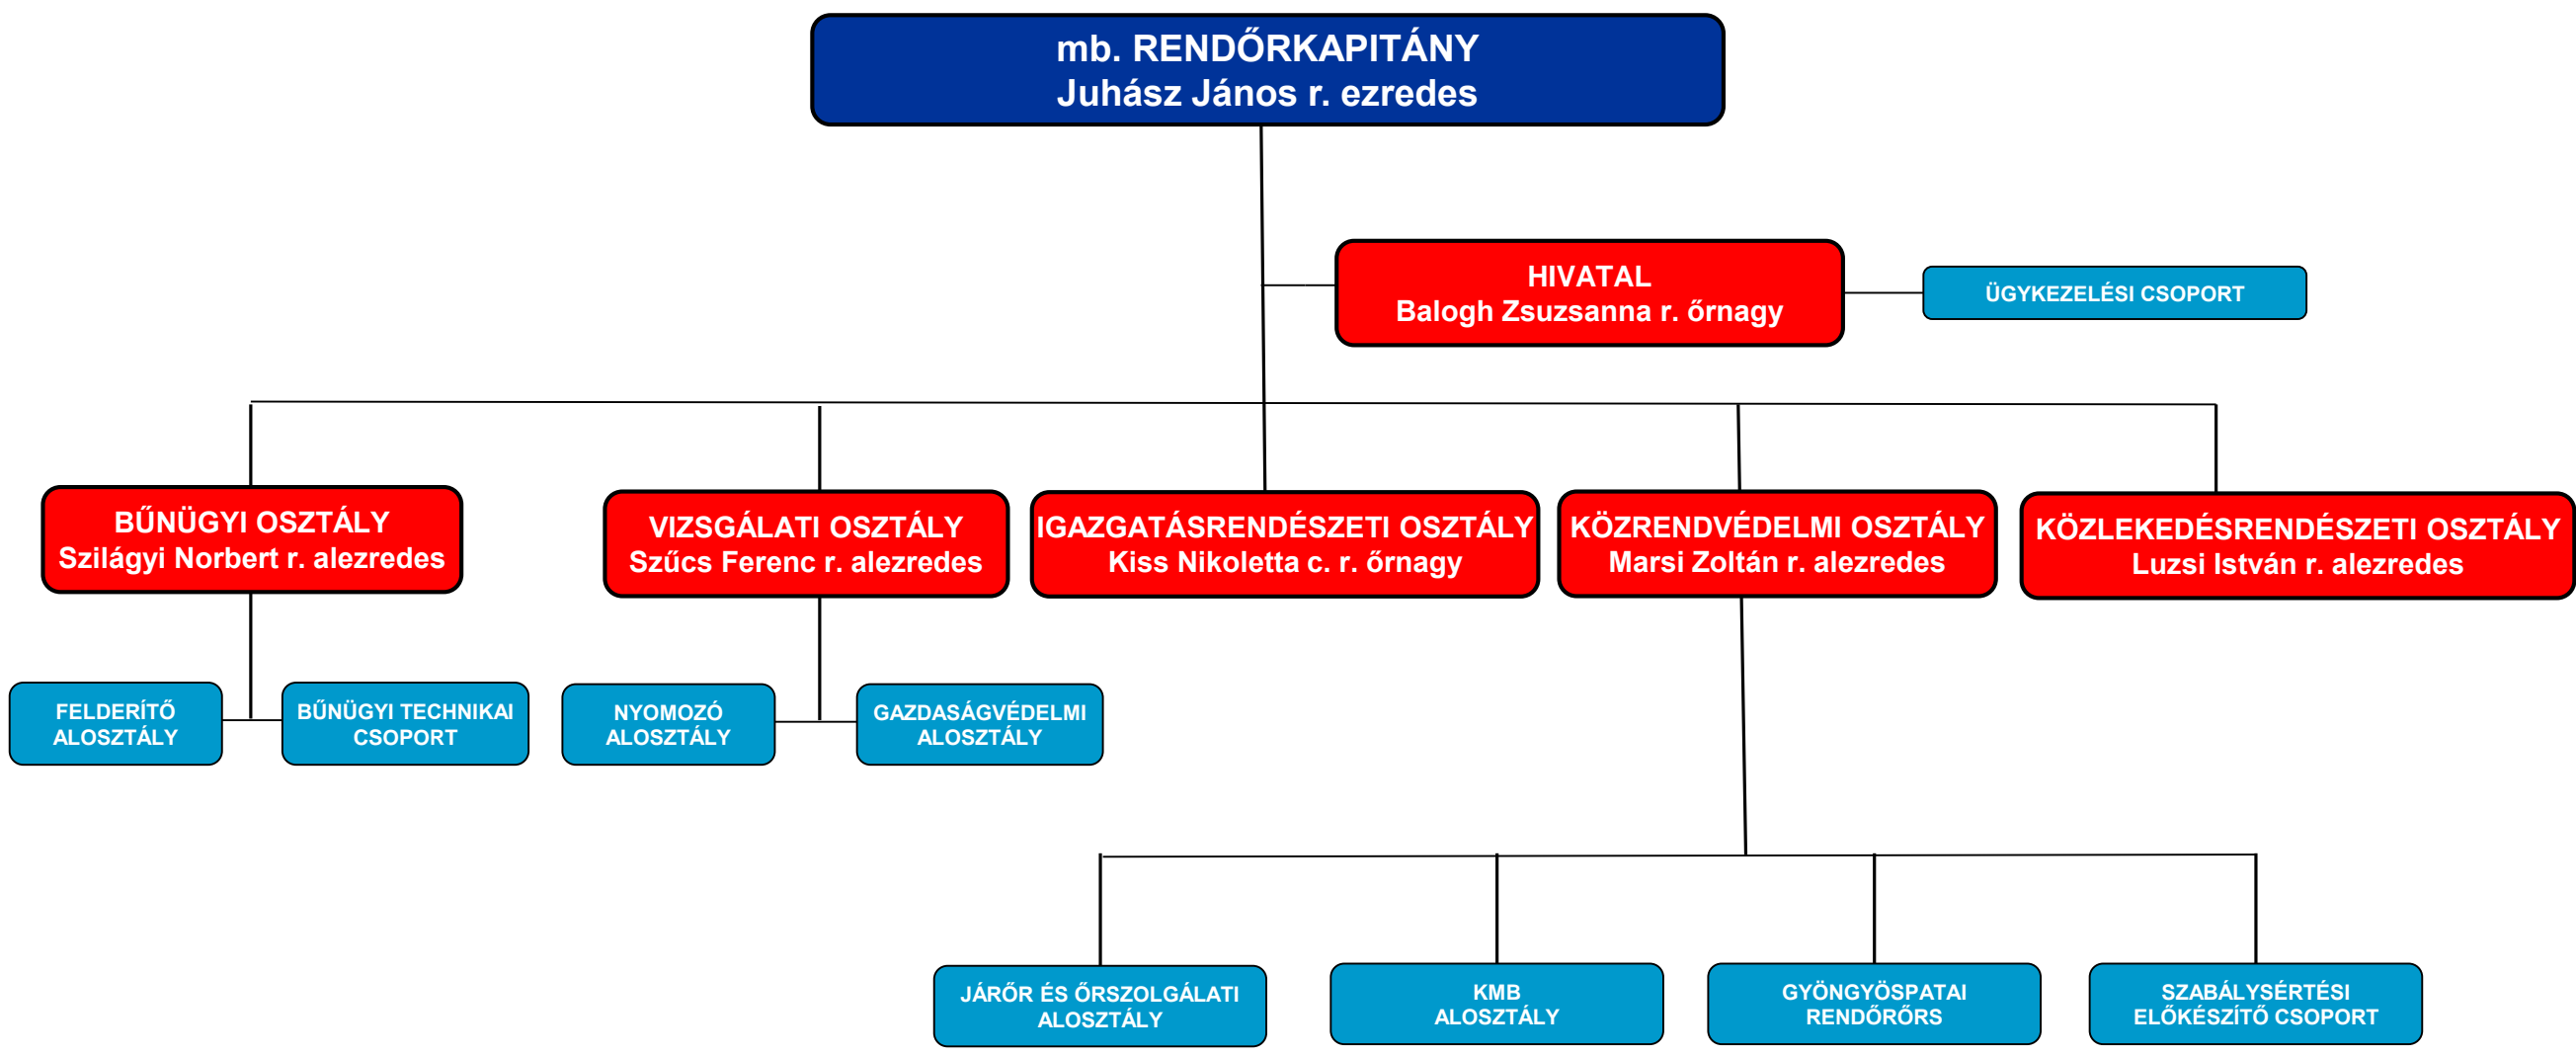 mb. RENDŐRKAPITÁNY
Juhász János r. ezredes
HIVATAL
Balogh Zsuzsanna r. őrnagy
ÜGYKEZELÉSI CSOPORT
BŰNÜGYI OSZTÁLY
Szilágyi Norbert r. alezredes
VIZSGÁLATI OSZTÁLY
Szűcs Ferenc r. alezredes
IGAZGATÁSRENDÉSZETI OSZTÁLY
Kiss Nikoletta c. r. őrnagy
KÖZRENDVÉDELMI OSZTÁLY
Marsi Zoltán r. alezredes
KÖZLEKEDÉSRENDÉSZETI OSZTÁLY
Luzsi István r. alezredes
FELDERÍTŐ
ALOSZTÁLY
BŰNÜGYI TECHNIKAI
CSOPORT
NYOMOZÓ
ALOSZTÁLY
GAZDASÁGVÉDELMI
ALOSZTÁLY
JÁRŐR ÉS ŐRSZOLGÁLATI
ALOSZTÁLY
KMB
ALOSZTÁLY
GYÖNGYÖSPATAI
RENDŐRŐRS
SZABÁLYSÉRTÉSI
ELŐKÉSZÍTŐ CSOPORT